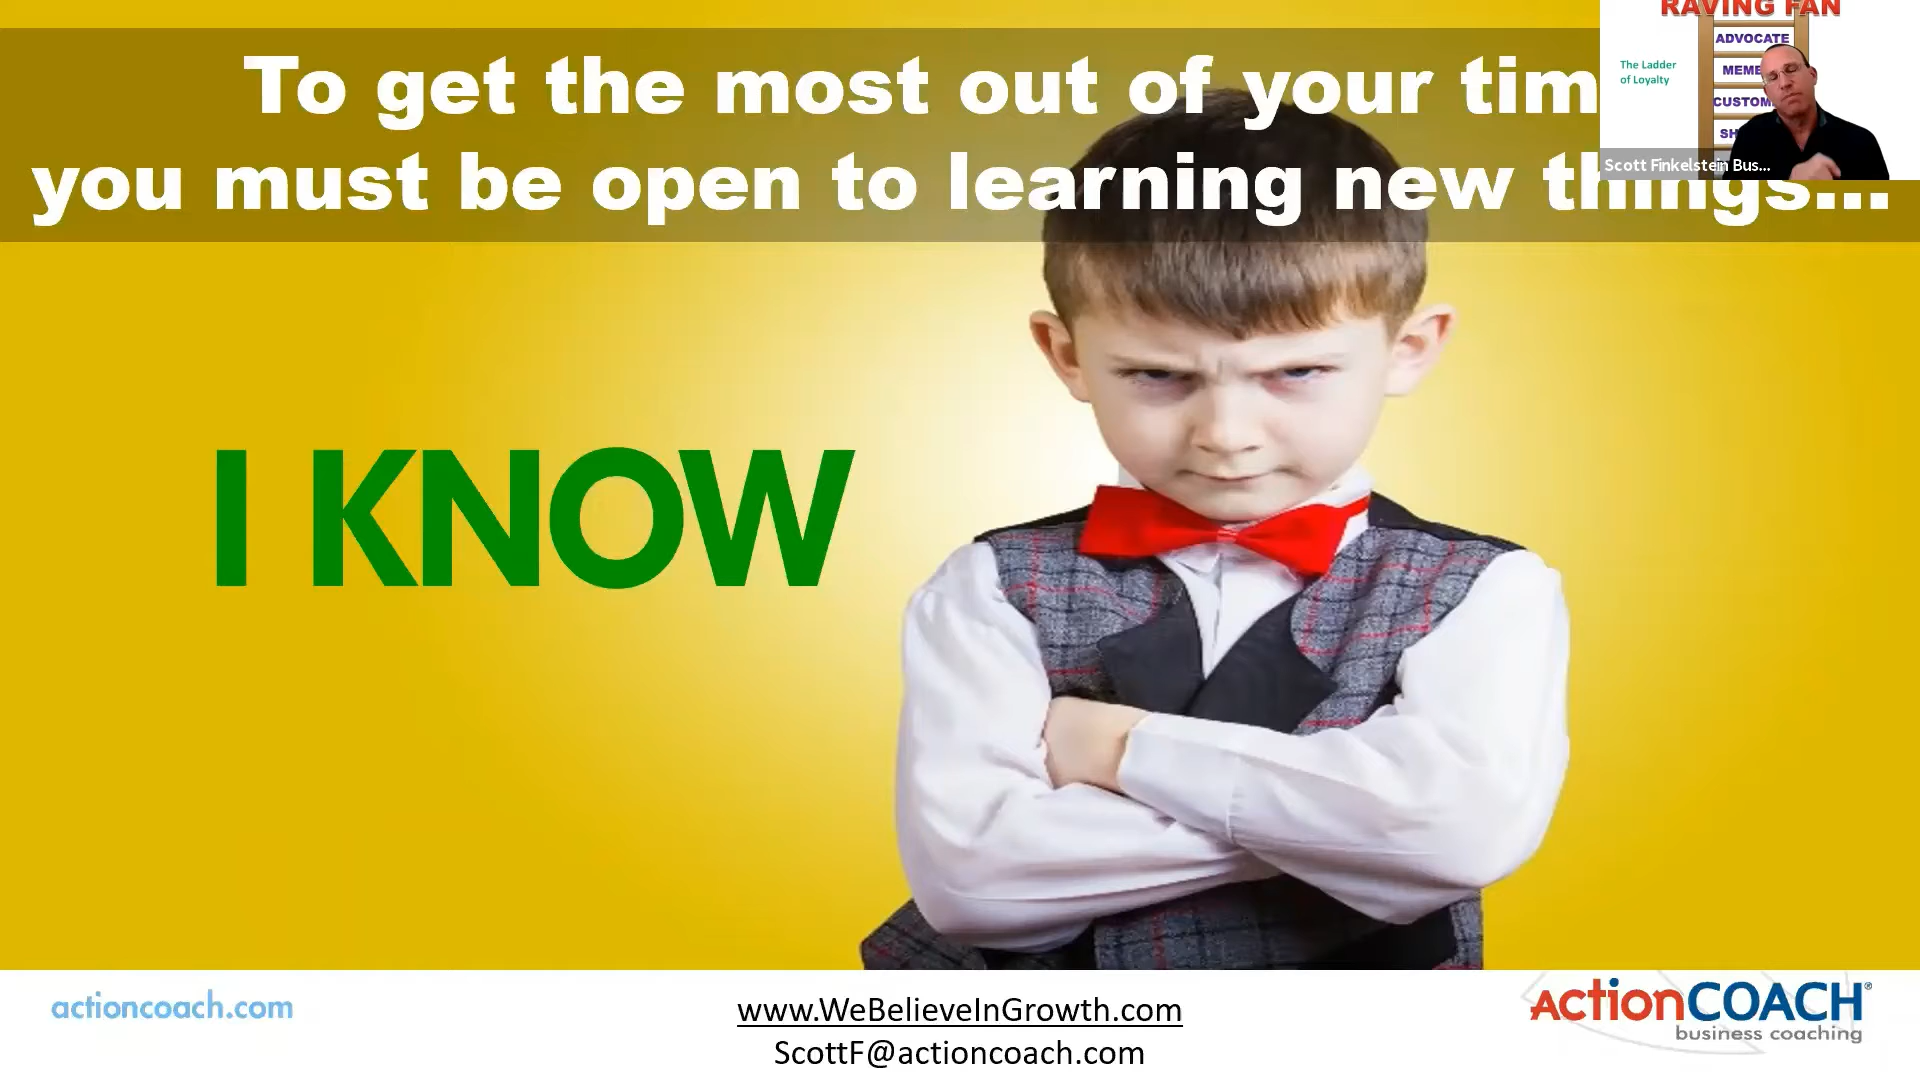 To get the most out of your tim
you must be open to learning new things...
RAVING FAN
ADVOCATE
The Ladder
of Loyalty
Scott Finkelstein Bus...
I KNOW
actioncoach.com
www.WeBelieveInGrowth.com
ScottF@actioncoach.com
ActionCOACH®
business coaching